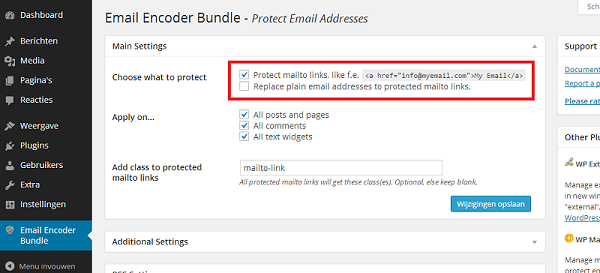 Sch
Dashboard
Berichten
Media
Pagina's
Reacties
Weergave
Plugins
Gebruikers
Extra
Instellingen
Email Encoder
Bundle
Menu invouwen
Email Encoder Bundle - Protect Email Addresses
Main Settings
Choose what to protect
Protect mailto links, like f.e. <a href="info@myemail.com">My Email</a>
Replace plain email addresses to protected mailto links.
Apply on...
All posts and pages
All comments
All text widgets
Add class to protected
mailto links
mailto-link
All protected mailto links will get these class(es). Optional, else keep blank.
Wijzigingen opslaan
Additional Settings
Support
Document
Report a p
Please rat
Other Plu
WP Ext
Manage e
in new win
"external",
WordPress
WP Ma
Manage m
protect em